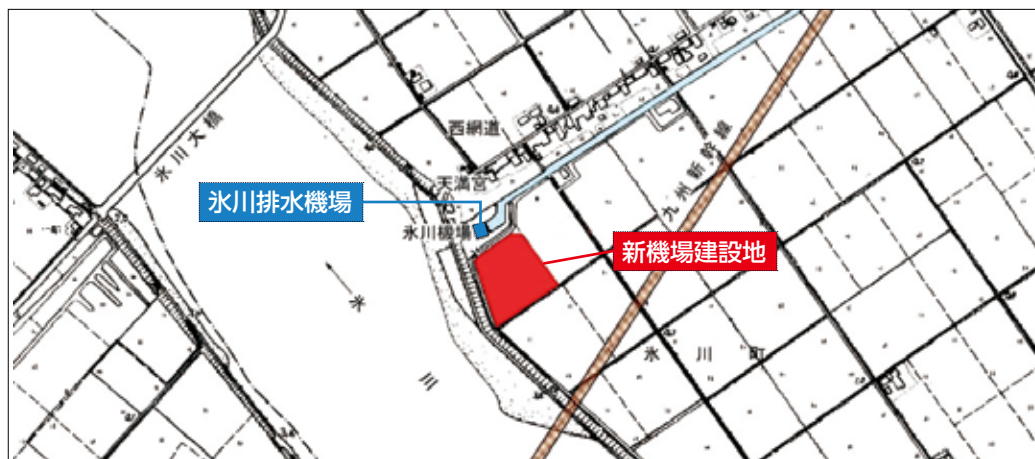 氷川大橋
西網道
天満宮
氷川排水機場
氷川機場
九州新幹線
新機場建設地
氷川町
氷
川